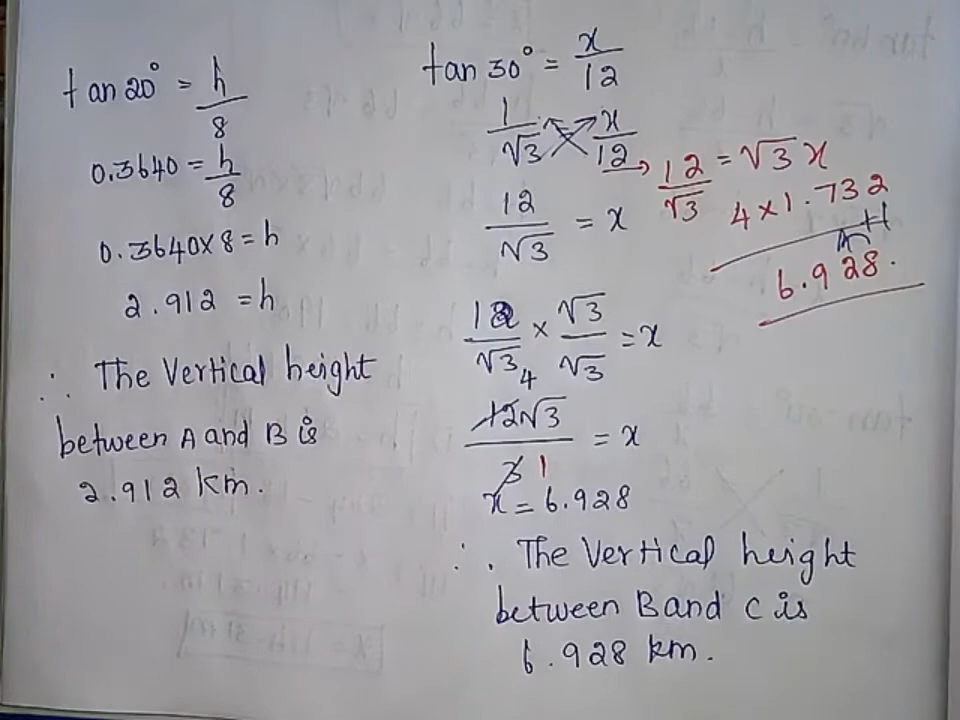 tan 20° = h/8
0.3640 = h/8
0.3640 × 8 = h
2.912 = h
∴ The Vertical height
between A and B is
2.912 km.
tan 30° = x/12
1/√3 x/12
12/√3 = x
12/√3 × √3/√3 = x
4
12√3/3 = x
1
x = 6.928
∴ The Vertical height
between B and C is
6.928 km.
12 = √3 x
√3
4 × 1.732
6.928.